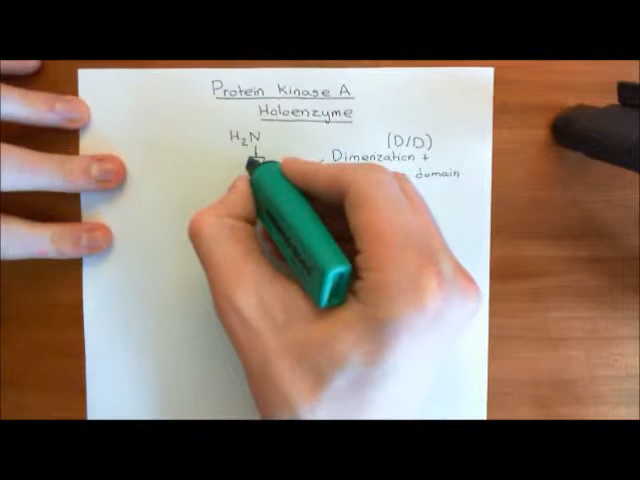 Protein Kinase A
Holoenzyme
H₂N
(D/D)
Dimerization +
domain